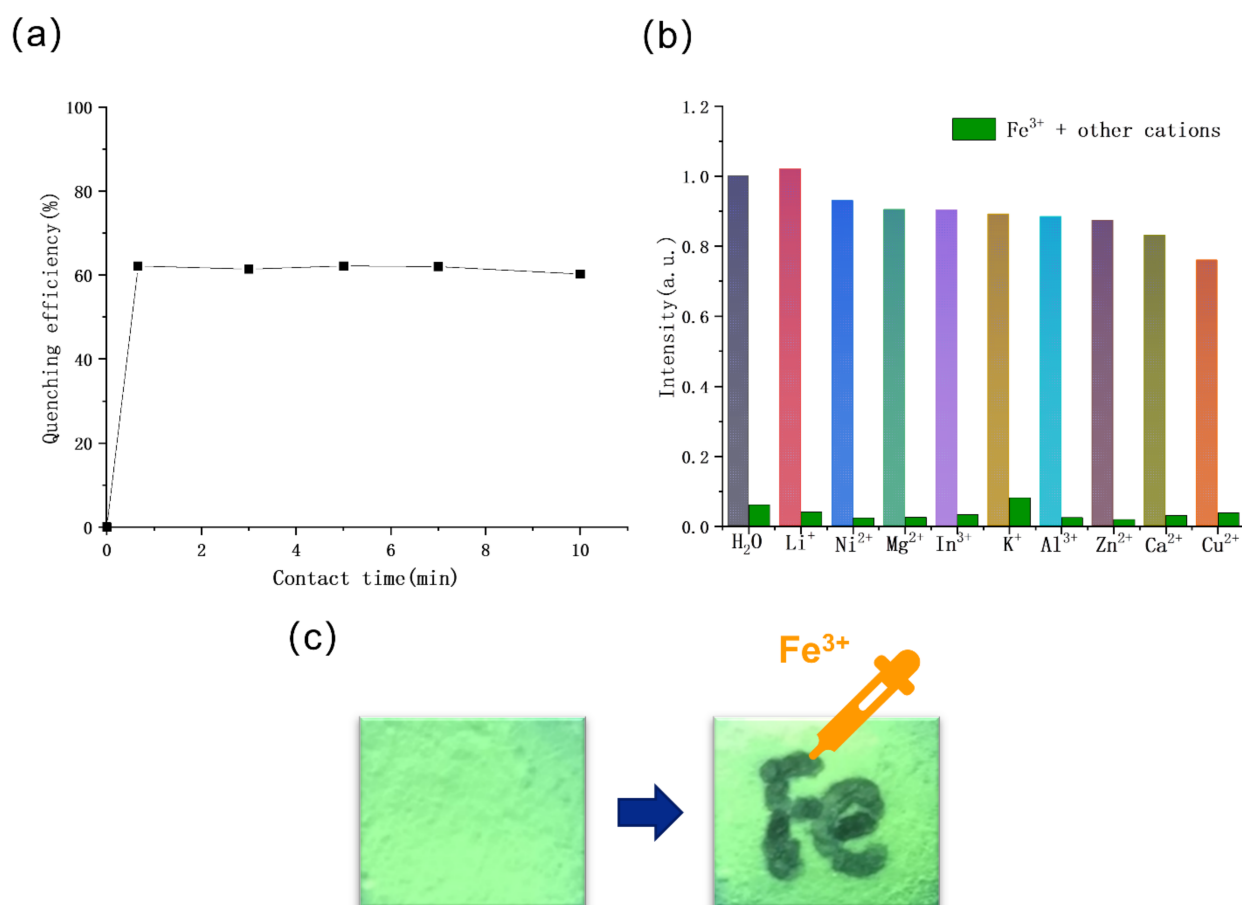 (a)
100
80
60
40
20
0
Quenching efficiency(%)
0 2 4 6 8 10
Contact time(min)
(b)
1.2
1.0
0.8
0.6
0.4
0.2
0.0
Intensity(a.u.)
Fe³⁺ + other cations
H₂O Li⁺ Ni²⁺ Mg²⁺ In³⁺ K⁺ Al³⁺ Zn²⁺ Ca²⁺ Cu²⁺
(c)
Fe³⁺
Fe